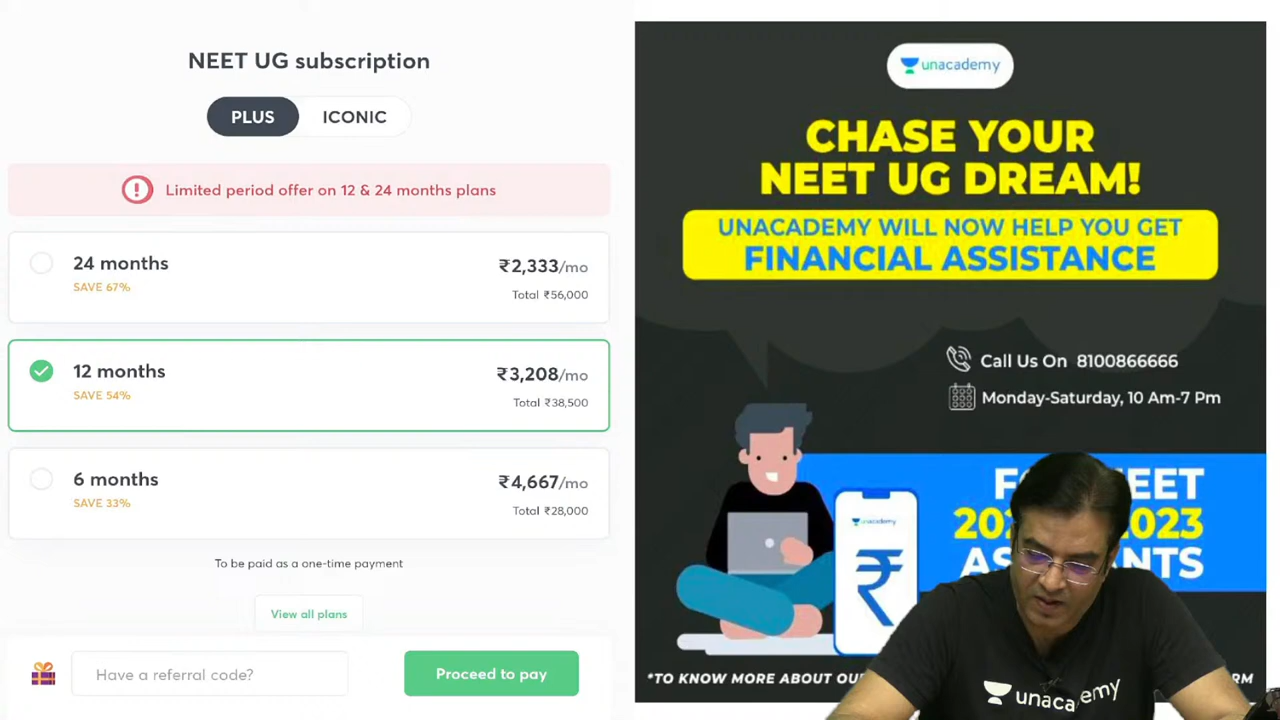 NEET UG subscription
PLUS
ICONIC
Limited period offer on 12 & 24 months plans
24 months
₹2,333/mo
SAVE 67%
Total ₹56,000
12 months
₹3,208/mo
SAVE 54%
Total ₹38,500
6 months
₹4,667/mo
SAVE 33%
Total ₹28,000
To be paid as a one-time payment
View all plans
Have a referral code?
Proceed to pay
unacademy
CHASE YOUR
NEET UG DREAM!
UNACADEMY WILL NOW HELP YOU GET
FINANCIAL ASSISTANCE
Call Us On 8100866666
Monday-Saturday, 10 Am-7 Pm
unacademy
₹
*TO KNOW MORE ABOUT
unacademy